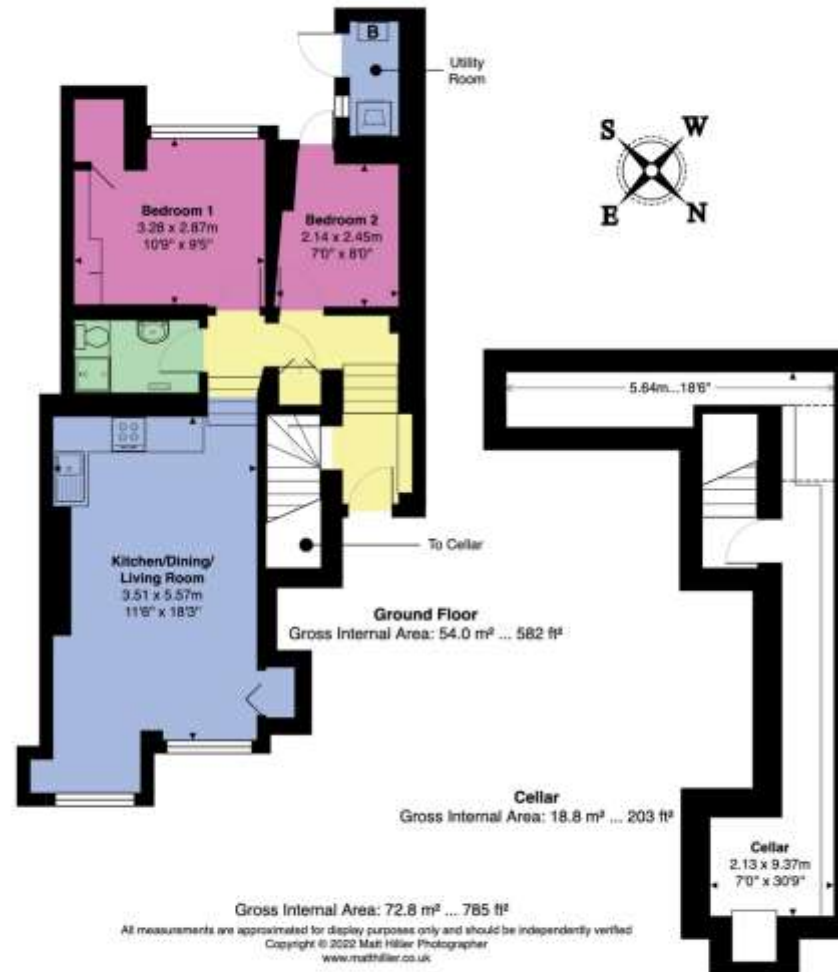 B
Utility
Room
S
W
E
N
Bedroom 1
3.28 x 2.87m
10'9" x 9'5"
Bedroom 2
2.14 x 2.45m
7'0" x 8'0"
5.64m...18'6"
To Cellar
Kitchen/Dining/
Living Room
3.51 x 5.57m
11'6" x 18'3"
Ground Floor
Gross Internal Area: 54.0 m² ... 582 ft²
Cellar
Gross Internal Area: 18.8 m² ... 203 ft²
Cellar
2.13 x 9.37m
7'0" x 30'9"
Gross Internal Area: 72.8 m² ... 785 ft²
All measurements are approximated for display purposes only and should be independently verified
Copyright © 2022 Matt Hillier Photographer
www.matthillier.co.uk